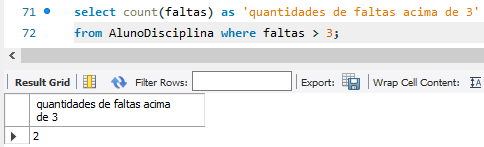 71 select count(faltas) as 'quantidades de faltas acima de 3'
72 from AlunoDisciplina where faltas > 3;
Result Grid Filter Rows: Export: Wrap Cell Content: IA
quantidades de faltas acima
de 3
2